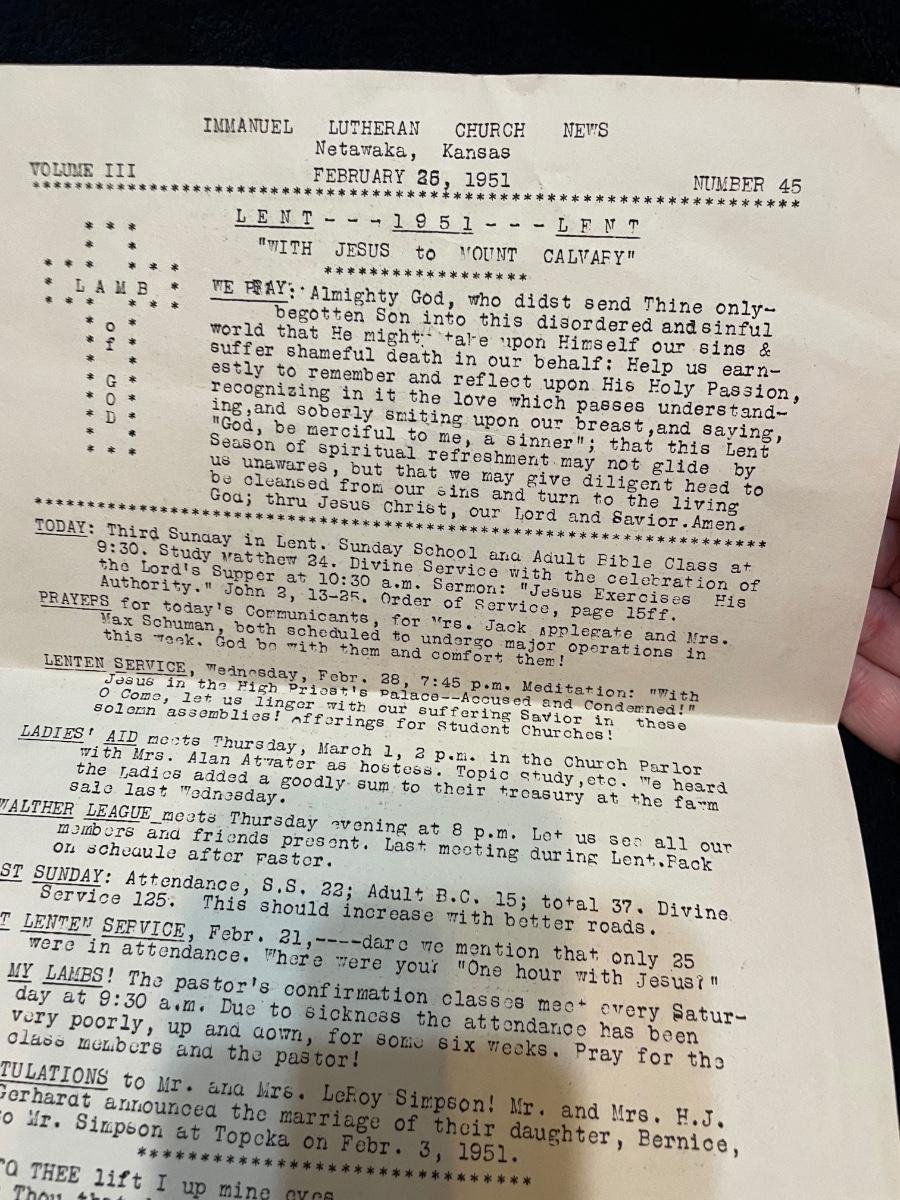 IMMANUEL LUTHERAN CHURCH NEWS
Netawaka, Kansas
VOLUME III FEBRUARY 26, 1951 NUMBER 45
*****************************************************************
L E N T - - - 1 9 5 1 - - - L E N T
"WITH JESUS to MOUNT CALVARY"
******************
L A M B
o
f
G
O
D
WE PRAY: Almighty God, who didst send Thine only-
begotten Son into this disordered and sinful
world that He might take upon Himself our sins &
suffer shameful death in our behalf: Help us earn-
estly to remember and reflect upon His Holy Passion,
recognizing in it the love which passes understand-
ing,and soberly smiting upon our breast,and saying,
"God, be merciful to me, a sinner"; that this Lent
Season of spiritual refreshment may not glide by
us unawares, but that we may give diligent heed to
be cleansed from our sins and turn to the living
God; thru Jesus Christ, our Lord and Savior.Amen.
*****************************************************************
TODAY: Third Sunday in Lent. Sunday School and Adult Bible Class at
9:30. Study Matthew 24. Divine Service with the celebration of
the Lord's Supper at 10:30 a.m. Sermon: "Jesus Exercises His
Authority." John 2, 13-25. Order of Service, page 15ff.
PRAYERS for today's Communicants, for Mrs. Jack Applegate and Mrs.
Max Schuman, both scheduled to undergo major operations in
this week. God be with them and comfort them!
LENTEN SERVICE, Wednesday, Febr. 28, 7:45 p.m. Meditation: "With
Jesus in the High Priest's Palace--Accused and Condemned!"
O Come, let us linger with our suffering Savior in these
solemn assemblies! Offerings for Student Churches!
LADIES' AID meets Thursday, March 1, 2 p.m. in the Church Parlor
with Mrs. Alan Atwater as hostess. Topic study,etc. We heard
the Ladies added a goodly sum to their treasury at the farm
sale last Wednesday.
WALTHER LEAGUE meets Thursday evening at 8 p.m. Let us see all our
members and friends present. Last meeting during Lent.Back
on schedule after Easter.
ST SUNDAY: Attendance, S.S. 22; Adult B.C. 15; total 37. Divine
Service 125. This should increase with better roads.
T LENTEN SERVICE, Febr. 21,----dare we mention that only 25
were in attendance. Where were your "One hour with Jesus?"
MY LAMBS! The pastor's confirmation classes meet every Satur-
day at 9:30 a.m. Due to sickness the attendance has been
very poorly, up and down, for some six weeks. Pray for the
class members and the pastor!
TULATIONS to Mr. and Mrs. LeRoy Simpson! Mr. and Mrs. H.J.
Gerhardt announced the marriage of their daughter, Bernice,
to Mr. Simpson at Topeka on Febr. 3, 1951.
*******************************
TO THEE lift I up mine eyes
Thou that